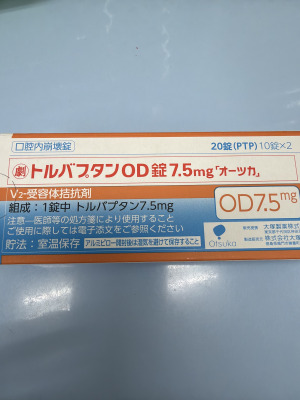 口腔内崩壊錠
20錠(PTP)10錠×2
劇 トルバプタンOD錠7.5mg「オーツカ」
V₂-受容体拮抗剤
OD7.5mg
組成:1錠中 トルバプタン7.5mg
注意-医師等の処方箋により使用すること
ご使用に際しては電子添文をご参照ください
貯法:室温保存 アルミピロー開封後は湿気を避けて保存すること
Otsuka
大塚製薬株式
株式会社大塚